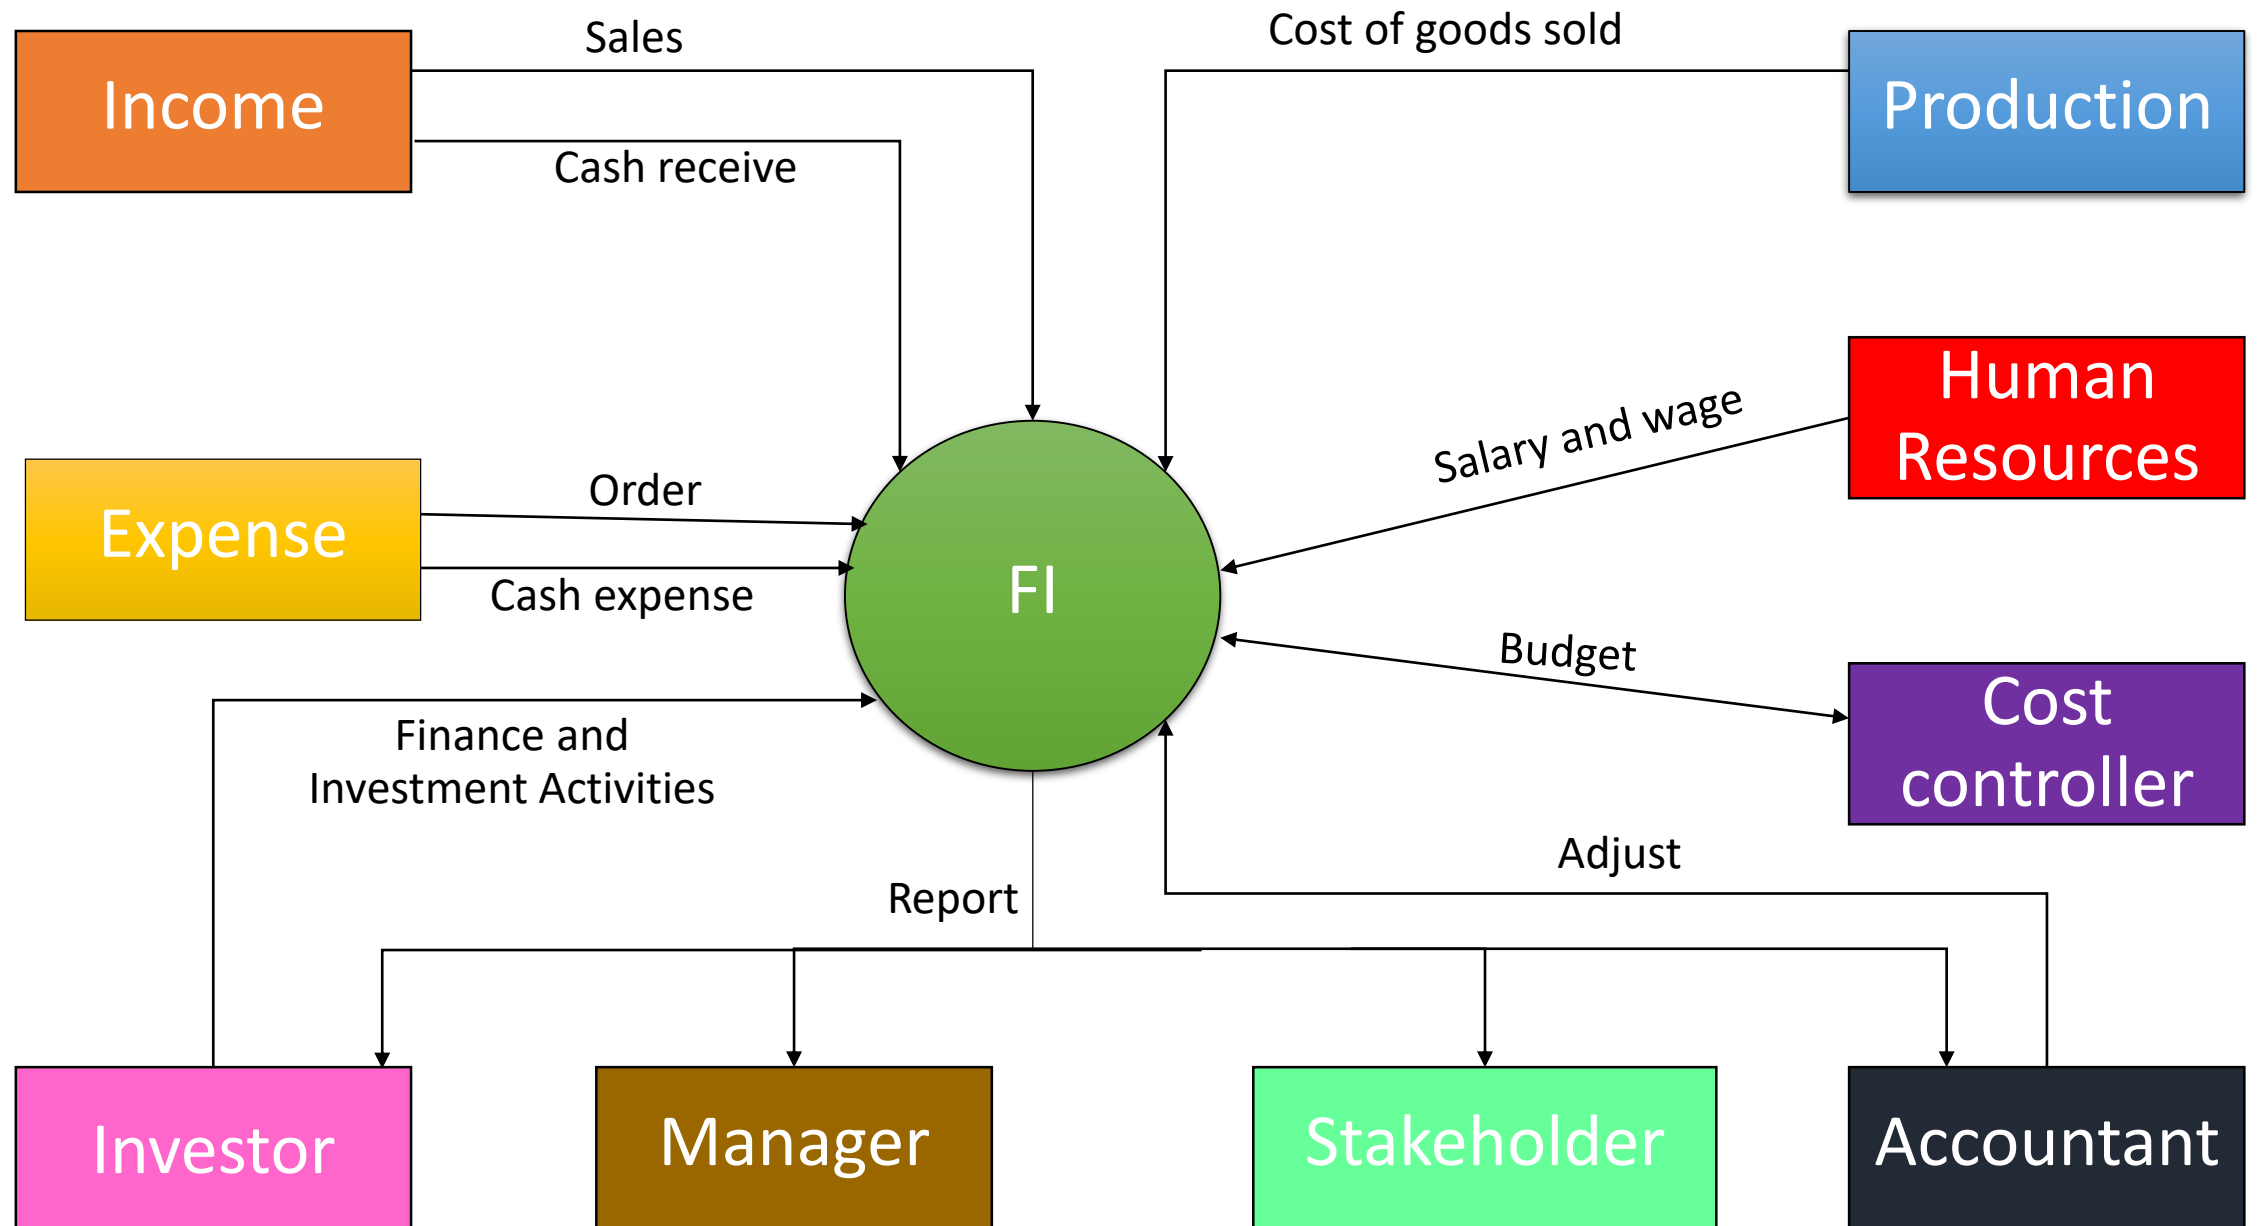 Sales
Cost of goods sold
Income
Production
Cash receive
Human
Resources
Salary and wage
Order
Expense
Cash expense
FI
Budget
Cost
controller
Finance and
Investment Activities
Adjust
Report
Investor
Manager
Stakeholder
Accountant